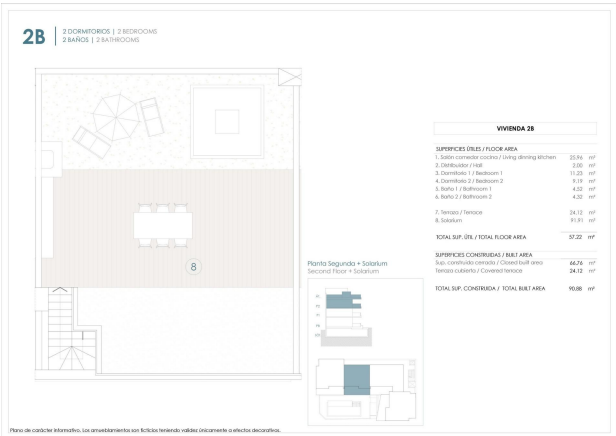 2B
2 DORMITORIOS | 2 BEDROOMS
2 BAÑOS | 2 BATHROOMS
VIVIENDA 2B
SUPERFICIES ÚTILES / FLOOR AREA
1. Salón comedor cocina / Living dinning kitchen 25,96 m²
2. Distribuidor / Hall 2,00 m²
3. Dormitorio 1 / Bedroom 1 11,23 m²
4. Dormitorio 2 / Bedroom 2 9,19 m²
5. Baño 1 / Bathroom 1 4,52 m²
6. Baño 2 / Bathroom 2 4,32 m²
7. Terraza / Terrace 24,12 m²
8. Solarium 91,91 m²
TOTAL SUP. ÚTIL / TOTAL FLOOR AREA 57,22 m²
SUPERFICIES CONSTRUIDAS / BUILT AREA
Sup. construida cerrada / Closed built area 66,76 m²
Terraza cubierta / Covered terrace 24,12 m²
TOTAL SUP. CONSTRUIDA / TOTAL BUILT AREA 90,88 m²
8
Planta Segunda + Solarium
Second Floor + Solarium
Plano de carácter informativo. Los amueblamientos son ficticios teniendo validez únicamente a efectos decorativos.